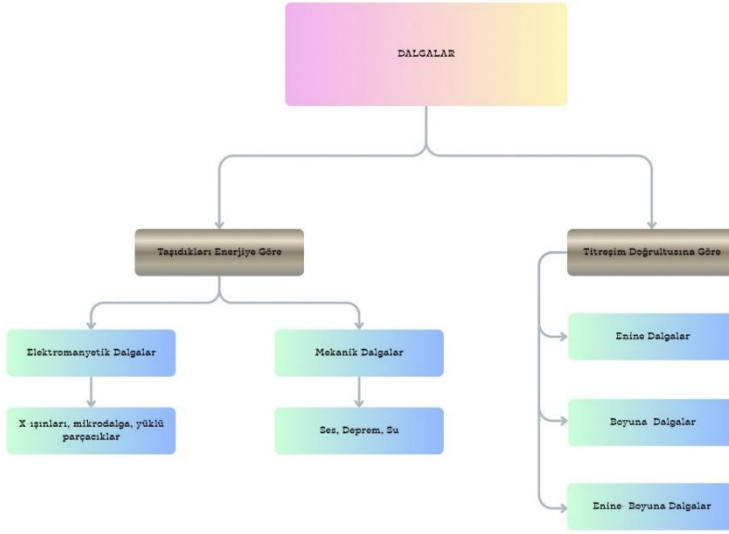 DALGALAR
Taşıdıkları Enerjiye Göre
Titreşim Doğrultusuna Göre
Elektromanyetik Dalgalar
Mekanik Dalgalar
Enine Dalgalar
X ışınları, mikrodalga, yüklü
parçacıklar
Ses, Deprem, Su
Boyuna Dalgalar
Enine- Boyuna Dalgalar